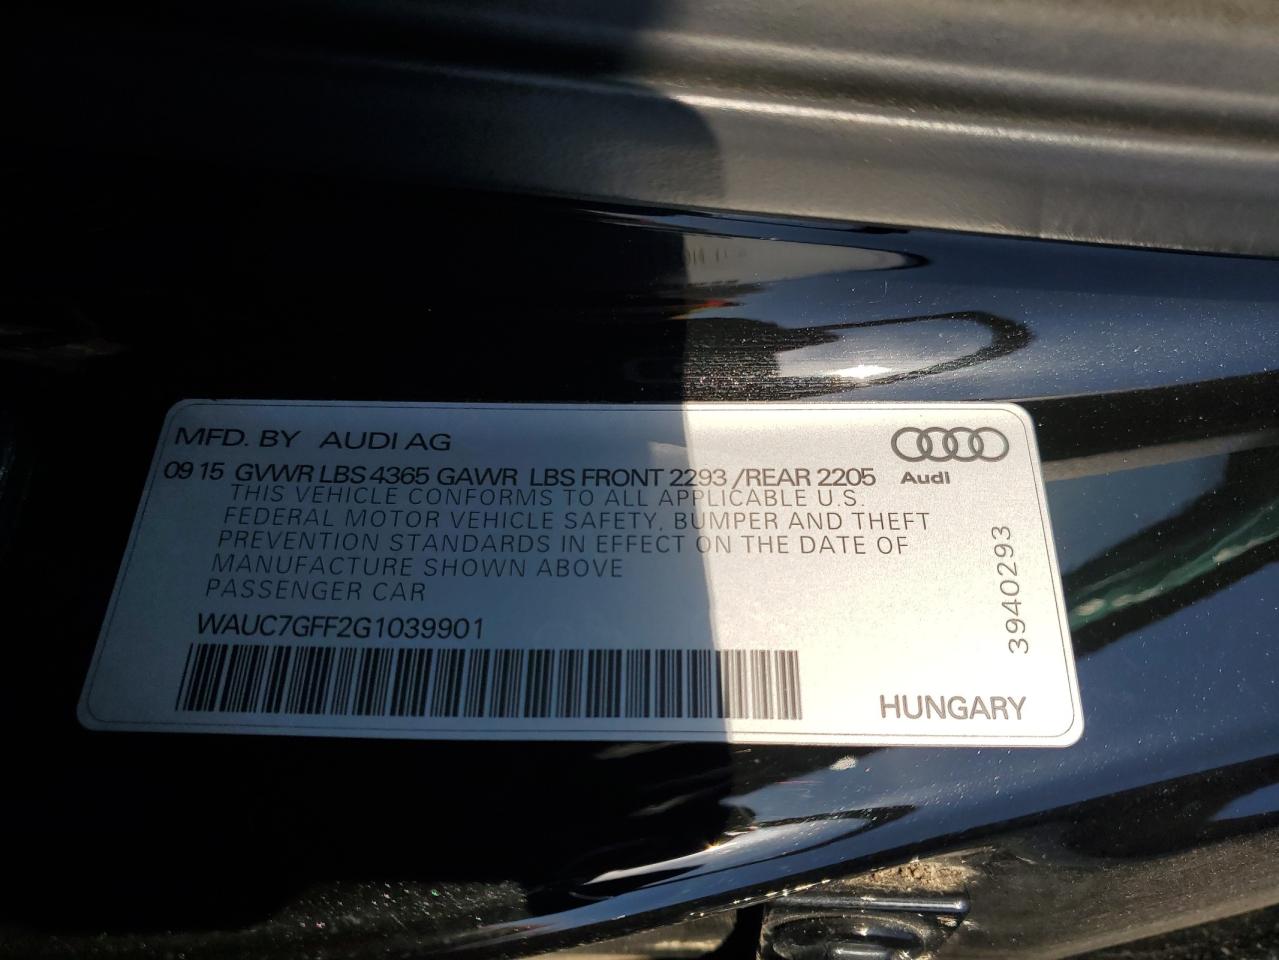 MFD. BY AUDI AG
09 15 GVWR LBS 4365 GAWR LBS FRONT 2293 /REAR 2205
Audi
THIS VEHICLE CONFORMS TO ALL APPLICABLE U.S.
FEDERAL MOTOR VEHICLE SAFETY, BUMPER AND THEFT
PREVENTION STANDARDS IN EFFECT ON THE DATE OF
MANUFACTURE SHOWN ABOVE
PASSENGER CAR
WAUC7GFF2G1039901
3940293
HUNGARY